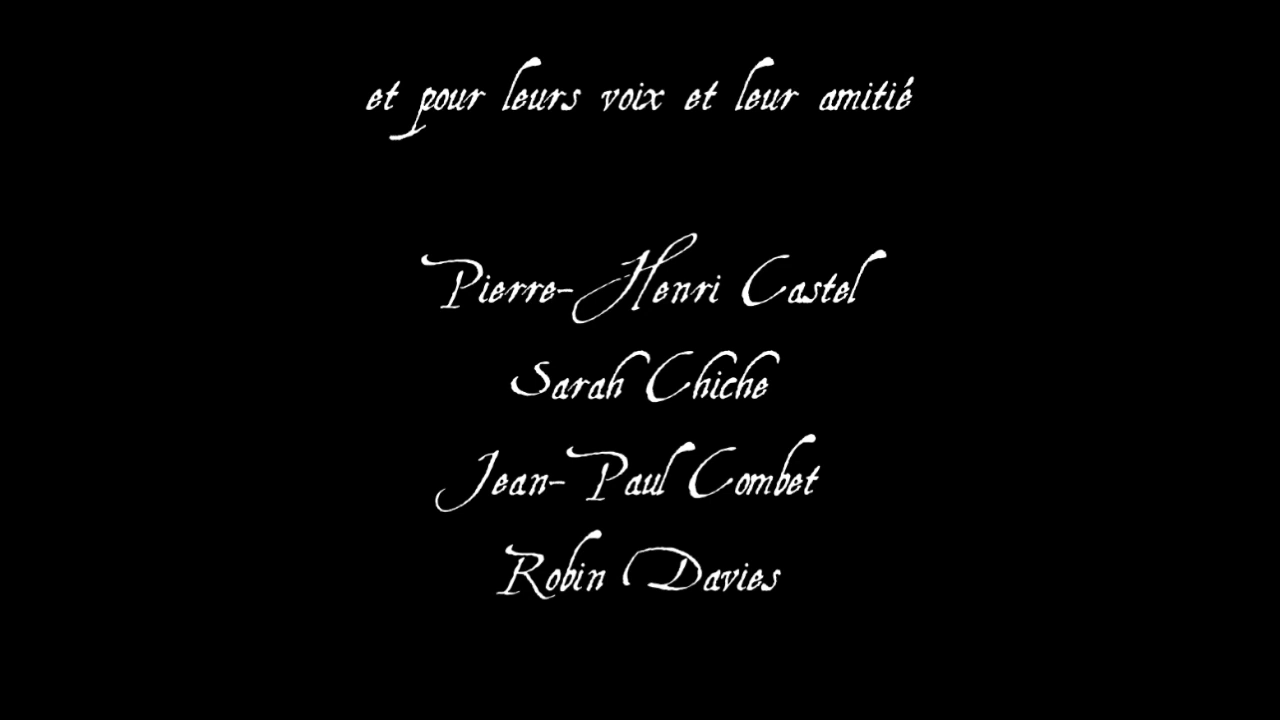 et pour leurs voix et leur amitié
Pierre-Henri Castel
Sarah Chiche
Jean-Paul Combet
Robin Davies